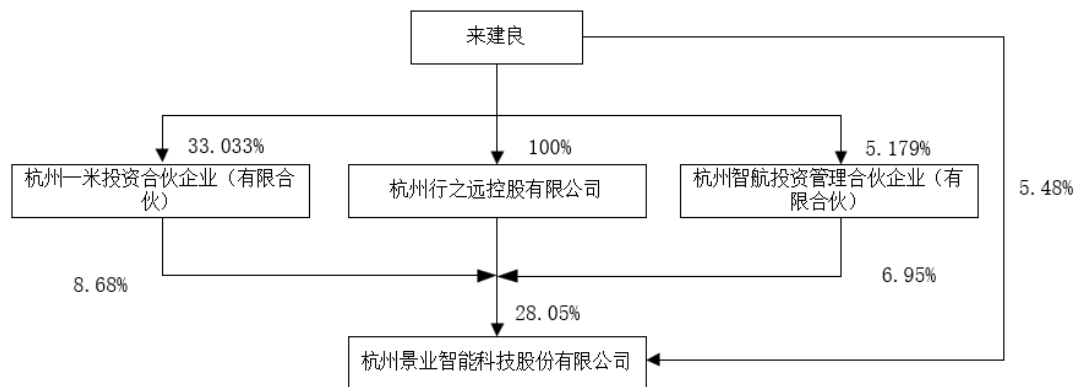 来建良
33.033%
100%
5.179%
杭州一米投资合伙企业（有限合
伙）
杭州行之远控股有限公司
杭州智航投资管理合伙企业（有
限合伙）
5.48%
8.68%
6.95%
28.05%
杭州景业智能科技股份有限公司